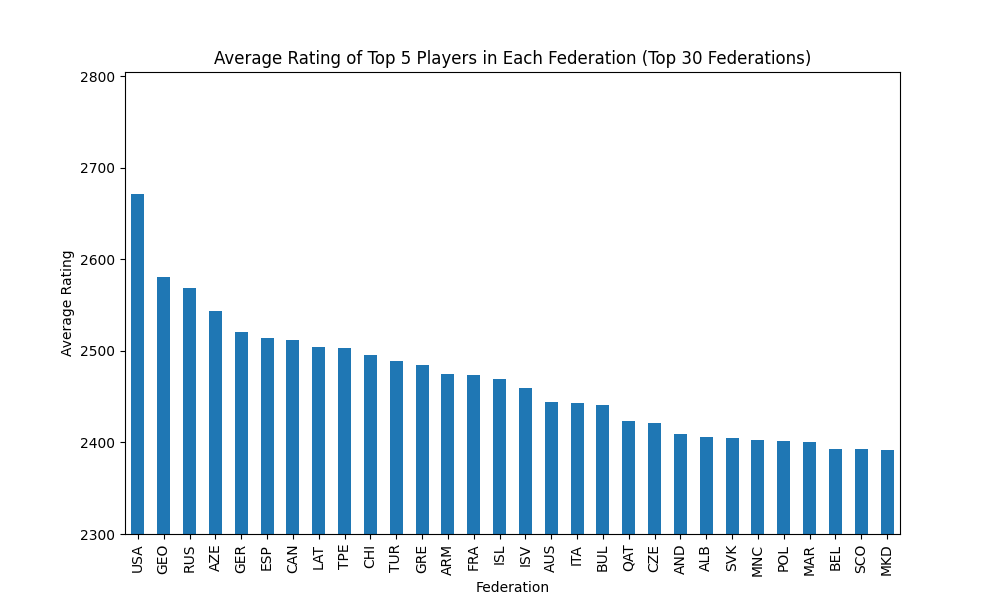 Average Rating of Top 5 Players in Each Federation (Top 30 Federations)
2800
2700
2600
2500
2400
2300
Average Rating
USA GEO RUS AZE GER ESP CAN LAT TPE CHI TUR GRE ARM FRA ISL ISV AUS ITA BUL QAT CZE AND ALB SVK MNC POL MAR BEL SCO MKD
Federation